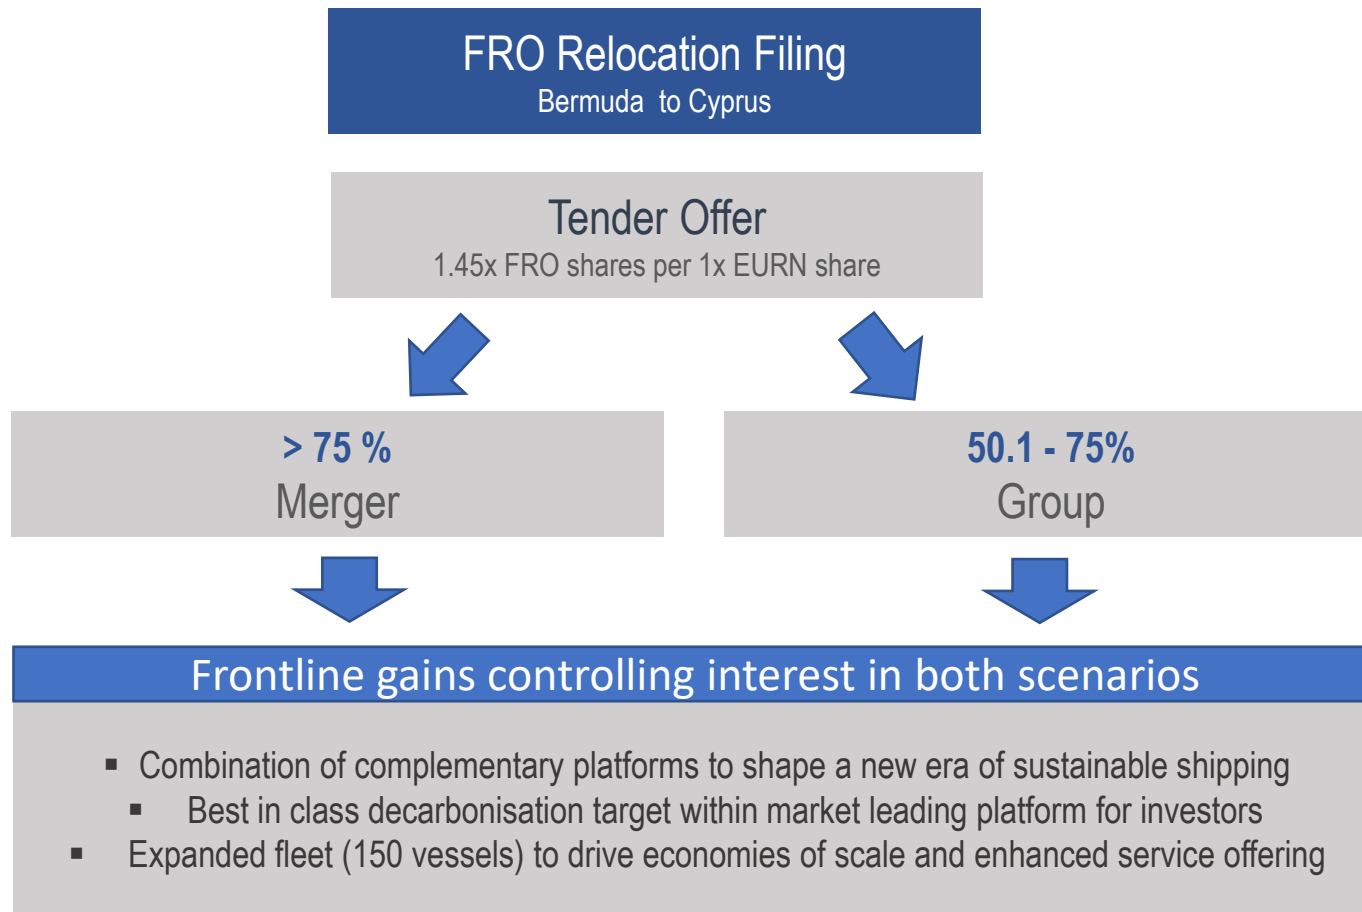 FRO Relocation Filing
Bermuda to Cyprus
Tender Offer
1.45x FRO shares per 1x EURN share
> 75 %
Merger
50.1 - 75%
Group
Frontline gains controlling interest in both scenarios
▪ Combination of complementary platforms to shape a new era of sustainable shipping
▪ Best in class decarbonisation target within market leading platform for investors
▪ Expanded fleet (150 vessels) to drive economies of scale and enhanced service offering